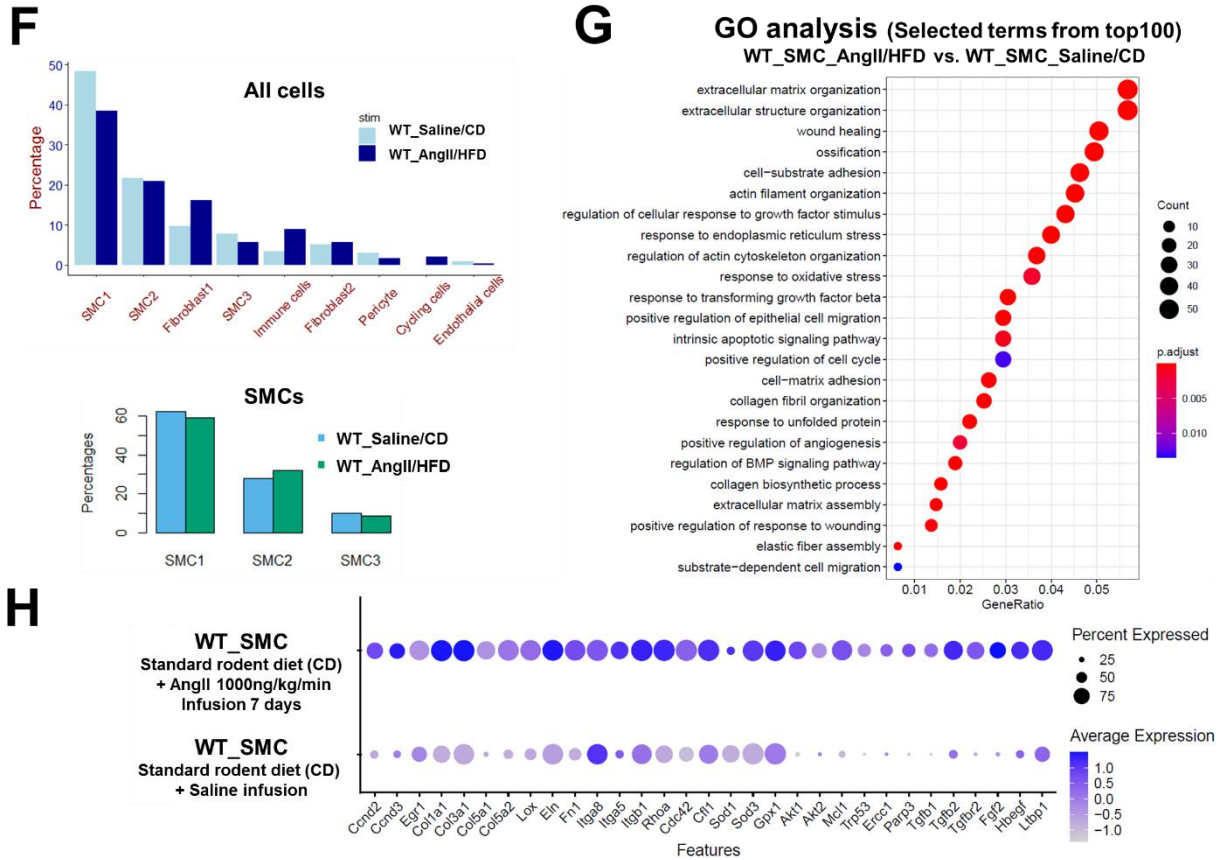 F
All cells
stim
WT_Saline/CD
WT_AngII/HFD
Percentage
50
40
30
20
10
0
SMC1
SMC2
Fibroblast1
SMC3
Immune cells
Fibroblast2
Pericyte
Cycling cells
Endothelial cells
SMCs
WT_Saline/CD
WT_AngII/HFD
Percentages
60
40
20
0
SMC1 SMC2 SMC3
G
GO analysis (Selected terms from top100)
WT_SMC_AngII/HFD vs. WT_SMC_Saline/CD
extracellular matrix organization
extracellular structure organization
wound healing
ossification
cell-substrate adhesion
actin filament organization
regulation of cellular response to growth factor stimulus
response to endoplasmic reticulum stress
regulation of actin cytoskeleton organization
response to oxidative stress
response to transforming growth factor beta
positive regulation of epithelial cell migration
intrinsic apoptotic signaling pathway
positive regulation of cell cycle
cell-matrix adhesion
collagen fibril organization
response to unfolded protein
positive regulation of angiogenesis
regulation of BMP signaling pathway
collagen biosynthetic process
extracellular matrix assembly
positive regulation of response to wounding
elastic fiber assembly
substrate-dependent cell migration
0.01 0.02 0.03 0.04 0.05
GeneRatio
Count
10
20
30
40
50
p.adjust
0.005
0.010
H
WT_SMC
Standard rodent diet (CD)
+ AngII 1000ng/kg/min
Infusion 7 days
WT_SMC
Standard rodent diet (CD)
+ Saline infusion
Ccnd2
Ccnd3
Egr1
Col1a1
Col3a1
Col5a1
Col5a2
Lox
Eln
Fn1
Itga8
Itga5
Itgb1
Rhoa
Cdc42
Cfl1
Sod1
Sod3
Gpx1
Akt1
Akt2
Mcl1
Trp53
Ercc1
Parp3
Tgfb1
Tgfb2
Tgfbr2
Fgf2
Hbegf
Ltbp1
Features
Percent Expressed
25
50
75
Average Expression
1.0
0.5
0.0
−0.5
−1.0